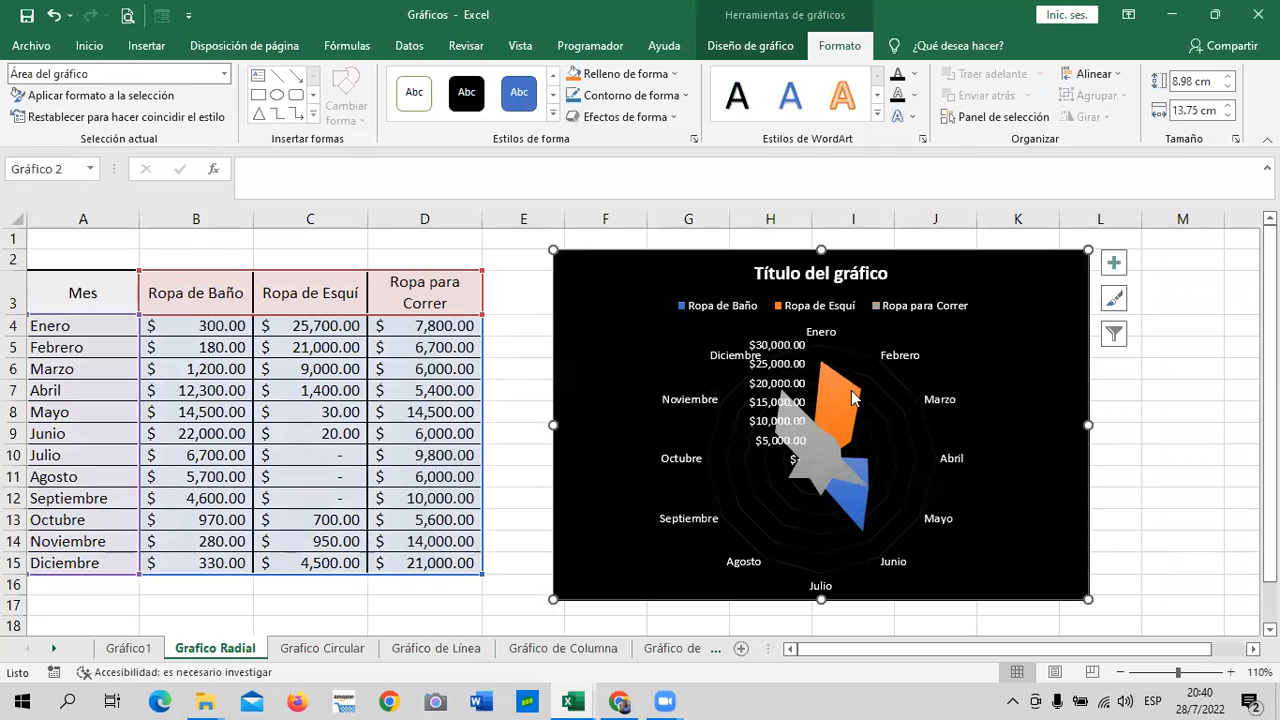 Gráficos - Excel
Herramientas de gráficos
Inic. ses.
Archivo Inicio Insertar Disposición de página Fórmulas Datos Revisar Vista Programador Ayuda Diseño de gráfico Formato ¿Qué desea hacer? Compartir
Área del gráfico
Aplicar formato a la selección
Restablecer para hacer coincidir el estilo
Selección actual
Cambiar
forma
Insertar formas
Abc Abc Abc
Relleno de forma
Contorno de forma
Efectos de forma
Estilos de forma
A A A
Estilos de WordArt
Traer adelante
Enviar atrás
Panel de selección
Alinear
Agrupar
Girar
Organizar
8.98 cm
13.75 cm
Tamaño
Gráfico 2
fx
A B C D E F G H I J K L M
1
2
3 Mes Ropa de Baño Ropa de Esquí Ropa para Correr
4 Enero $ 300.00 $ 25,700.00 $ 7,800.00
5 Febrero $ 180.00 $ 21,000.00 $ 6,700.00
6 Marzo $ 1,200.00 $ 9,000.00 $ 6,000.00
7 Abril $ 12,300.00 $ 1,400.00 $ 5,400.00
8 Mayo $ 14,500.00 $ 30.00 $ 14,500.00
9 Junio $ 22,000.00 $ 20.00 $ 6,000.00
10 Julio $ 6,700.00 $ - $ 9,800.00
11 Agosto $ 5,700.00 $ - $ 6,000.00
12 Septiembre $ 4,600.00 $ - $ 10,000.00
13 Octubre $ 970.00 $ 700.00 $ 5,600.00
14 Noviembre $ 280.00 $ 950.00 $ 14,000.00
15 Diciembre $ 330.00 $ 4,500.00 $ 21,000.00
16
17
18
Título del gráfico
Ropa de Baño Ropa de Esquí Ropa para Correr
Enero
Febrero
Marzo
Abril
Mayo
Junio
Julio
Agosto
Septiembre
Octubre
Noviembre
Diciembre
$30,000.00
$25,000.00
$20,000.00
$15,000.00
$10,000.00
$5,000.00
Gráfico1 Grafico Radial Grafico Circular Gráfico de Línea Gráfico de Columna Gráfico de ...
Listo Accesibilidad: es necesario investigar 110%
ESP
20:40
28/7/2022
2